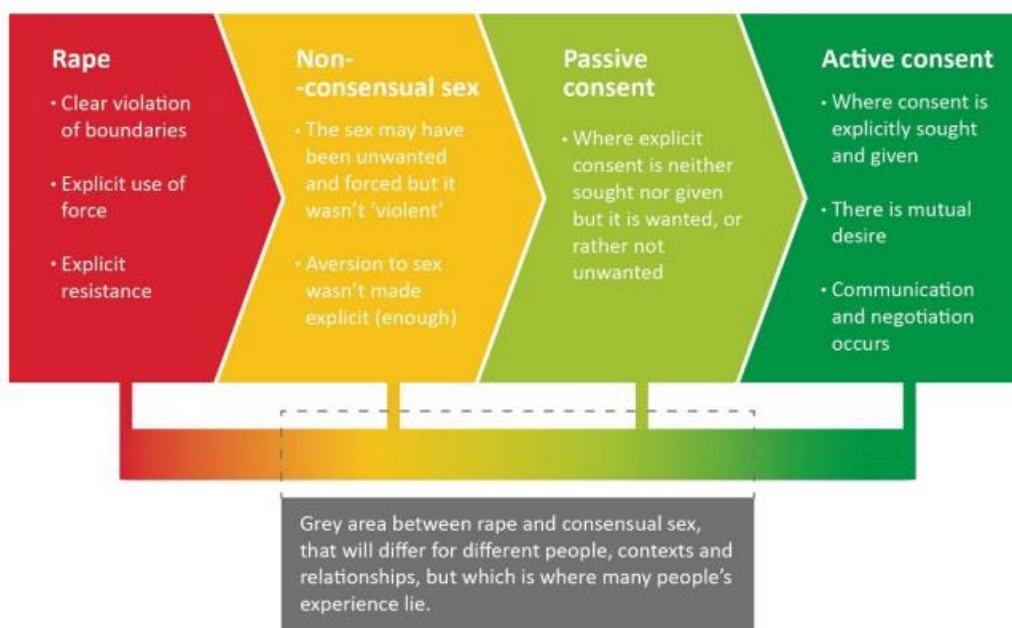 Rape
• Clear violation
of boundaries
• Explicit use of
force
• Explicit
resistance
Non-
-consensual sex
• The sex may have
been unwanted
and forced but it
wasn't 'violent'
• Aversion to sex
wasn't made
explicit (enough)
Passive
consent
• Where explicit
consent is neither
sought nor given
but it is wanted, or
rather not
unwanted
Active consent
• Where consent is
explicitly sought
and given
• There is mutual
desire
• Communication
and negotiation
occurs
Grey area between rape and consensual sex,
that will differ for different people, contexts and
relationships, but which is where many people's
experience lie.